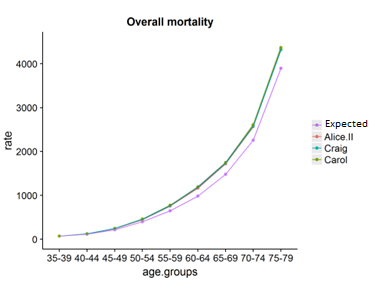 Overall mortality
4000
3000
2000
1000
0
rate
35-39 40-44 45-49 50-54 55-59 60-64 65-69 70-74 75-79
age.groups
Expected
Alice.II
Craig
Carol